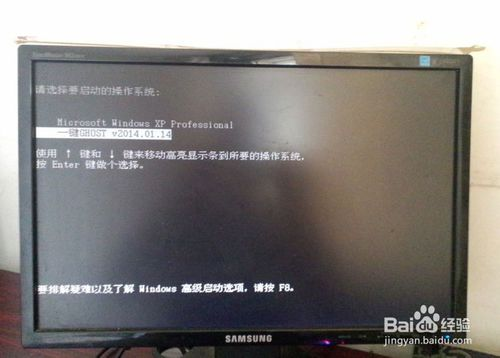 请选择要启动的操作系统:
Microsoft Windows XP Professional
一键GHOST v2014.01.14
使用 ↑ 键和 ↓ 键来移动高亮显示条到所要的操作系统,
按 Enter 键做个选择。
要排解疑难以及了解 Windows 高级启动选项,请按 F8。
SAMSUNG
Baidu 经验
jingyan.baidu.com